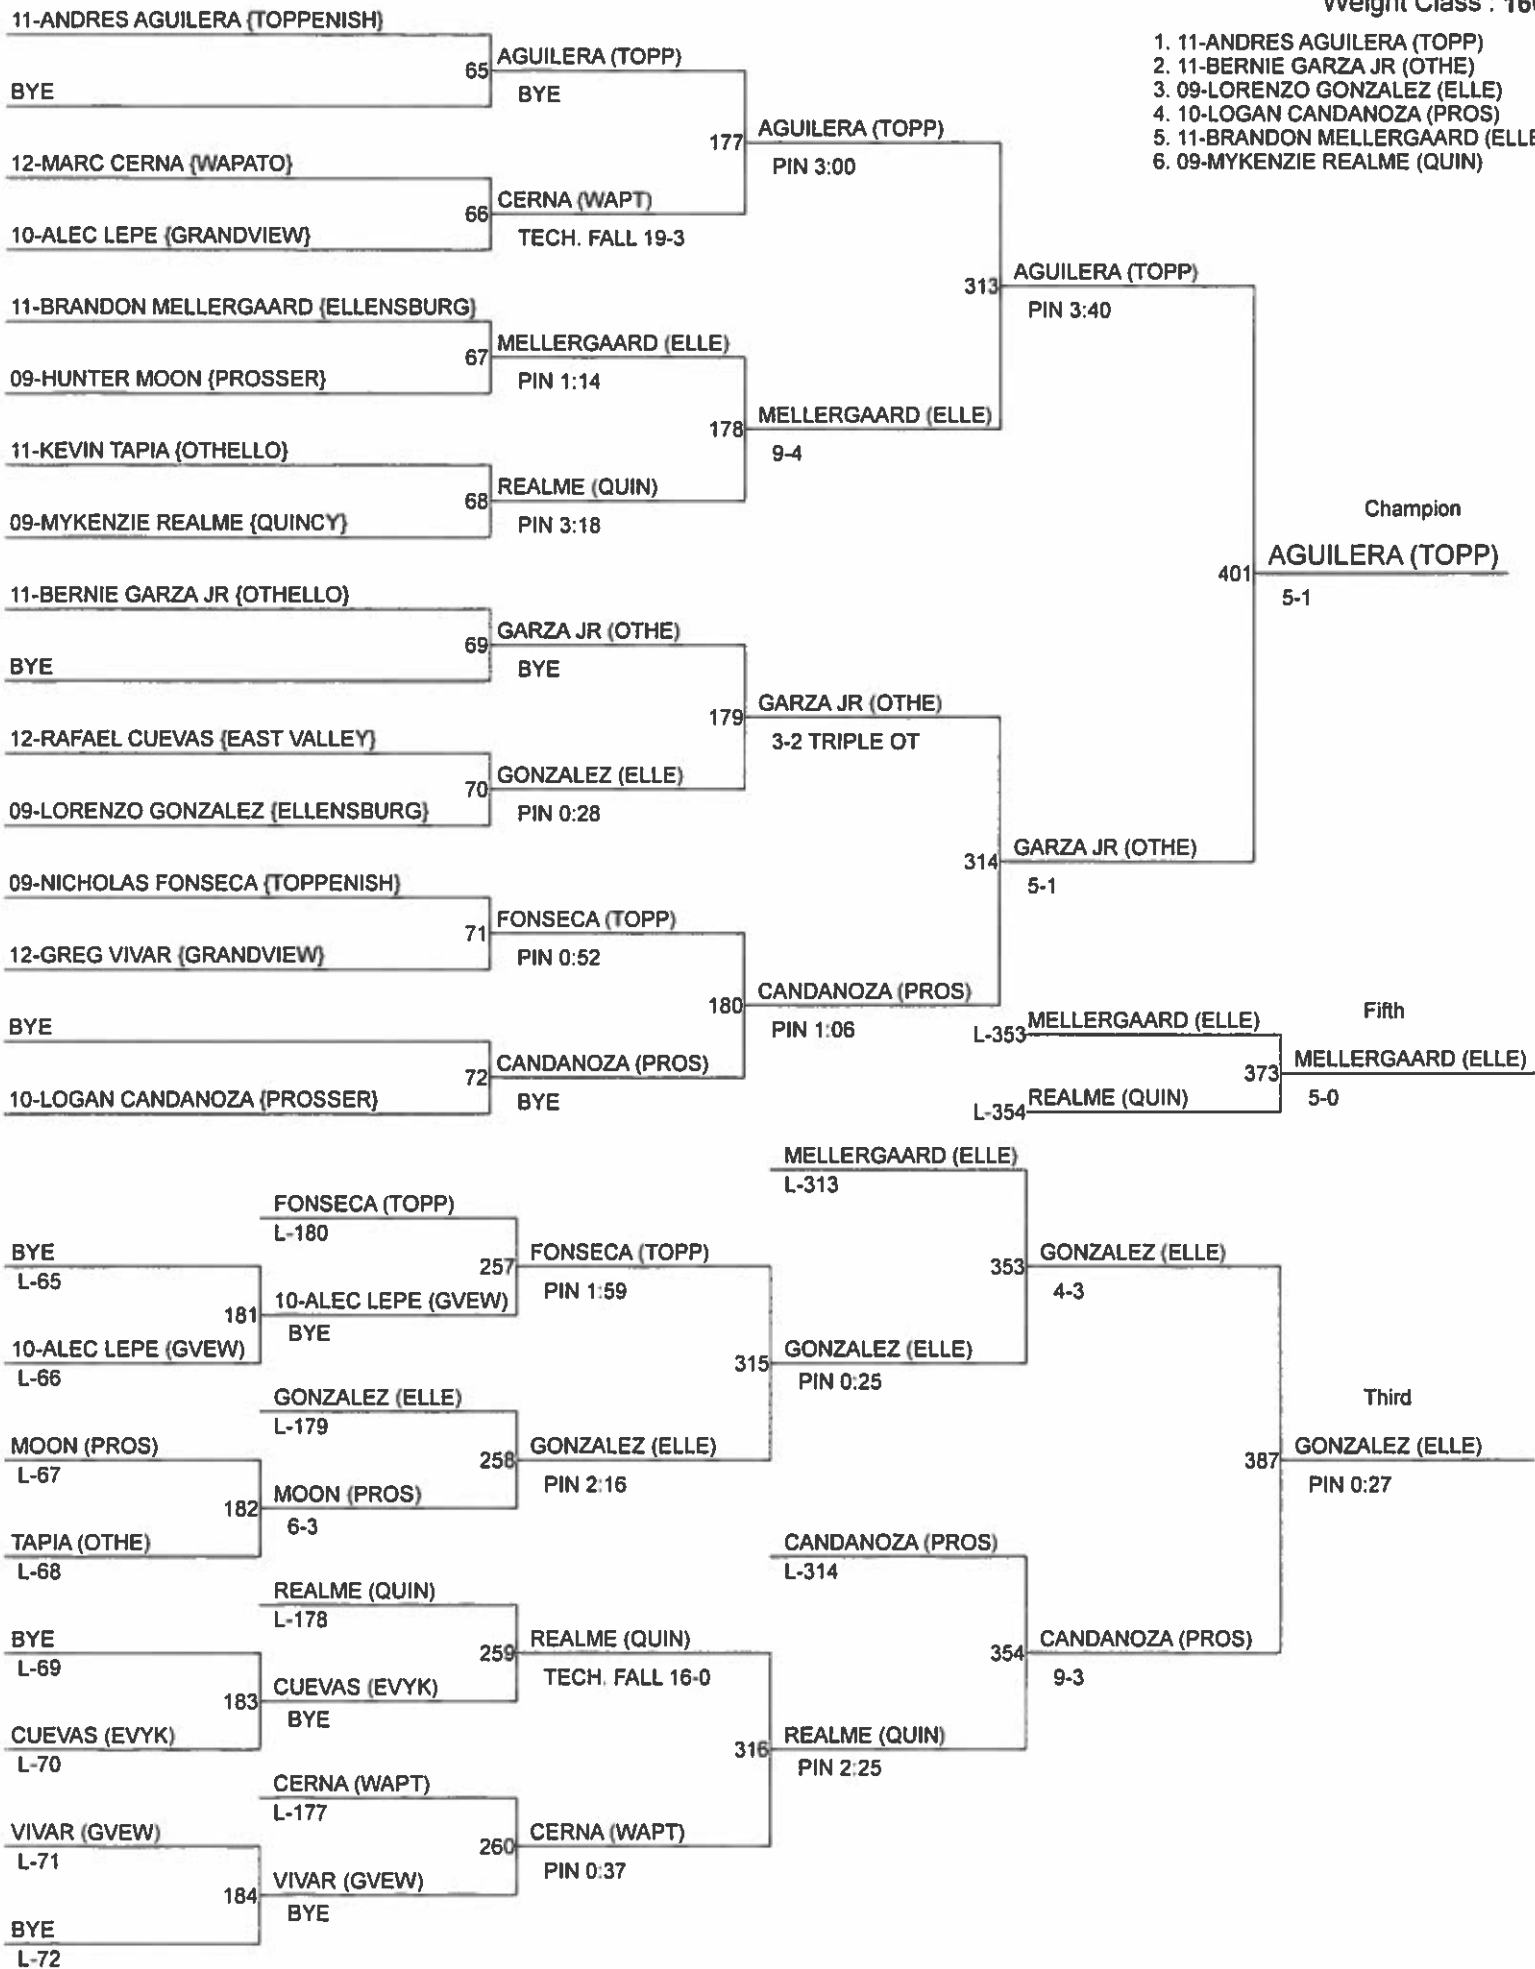 Weight Class :
1. 11-ANDRES AGUILERA (TOPP)
2. 11-BERNIE GARZA JR (OTHE)
3. 09-LORENZO GONZALEZ (ELLE)
4. 10-LOGAN CANDANOZA (PROS)
5. 11-BRANDON MELLERGAARD (ELLE
6. 09-MYKENZIE REALME (QUIN)
11-ANDRES AGUILERA {TOPPENISH}
65 AGUILERA (TOPP)
BYE
BYE
177 AGUILERA (TOPP)
PIN 3:00
12-MARC CERNA {WAPATO}
66 CERNA (WAPT)
10-ALEC LEPE {GRANDVIEW}
TECH. FALL 19-3
313 AGUILERA (TOPP)
PIN 3:40
11-BRANDON MELLERGAARD {ELLENSBURG}
67 MELLERGAARD (ELLE)
09-HUNTER MOON {PROSSER}
PIN 1:14
178 MELLERGAARD (ELLE)
9-4
11-KEVIN TAPIA {OTHELLO}
68 REALME (QUIN)
09-MYKENZIE REALME {QUINCY}
PIN 3:18
Champion
401 AGUILERA (TOPP)
5-1
11-BERNIE GARZA JR {OTHELLO}
69 GARZA JR (OTHE)
BYE
BYE
179 GARZA JR (OTHE)
3-2 TRIPLE OT
12-RAFAEL CUEVAS {EAST VALLEY}
70 GONZALEZ (ELLE)
09-LORENZO GONZALEZ {ELLENSBURG}
PIN 0:28
314 GARZA JR (OTHE)
5-1
09-NICHOLAS FONSECA {TOPPENISH}
71 FONSECA (TOPP)
12-GREG VIVAR {GRANDVIEW}
PIN 0:52
180 CANDANOZA (PROS)
PIN 1:06
BYE
72 CANDANOZA (PROS)
10-LOGAN CANDANOZA {PROSSER}
BYE
Fifth
L-353 MELLERGAARD (ELLE)
373 MELLERGAARD (ELLE)
5-0
L-354 REALME (QUIN)
MELLERGAARD (ELLE)
L-313
FONSECA (TOPP)
L-180
BYE
L-65
257 FONSECA (TOPP)
PIN 1:59
353 GONZALEZ (ELLE)
4-3
181 10-ALEC LEPE (GVEW)
BYE
10-ALEC LEPE (GVEW)
L-66
315 GONZALEZ (ELLE)
PIN 0:25
GONZALEZ (ELLE)
L-179
Third
MOON (PROS)
L-67
258 GONZALEZ (ELLE)
PIN 2:16
387 GONZALEZ (ELLE)
PIN 0:27
182 MOON (PROS)
6-3
TAPIA (OTHE)
L-68
CANDANOZA (PROS)
L-314
REALME (QUIN)
L-178
BYE
L-69
259 REALME (QUIN)
TECH. FALL 16-0
354 CANDANOZA (PROS)
9-3
183 CUEVAS (EVYK)
BYE
CUEVAS (EVYK)
L-70
316 REALME (QUIN)
PIN 2:25
CERNA (WAPT)
L-177
VIVAR (GVEW)
L-71
260 CERNA (WAPT)
PIN 0:37
184 VIVAR (GVEW)
BYE
BYE
L-72